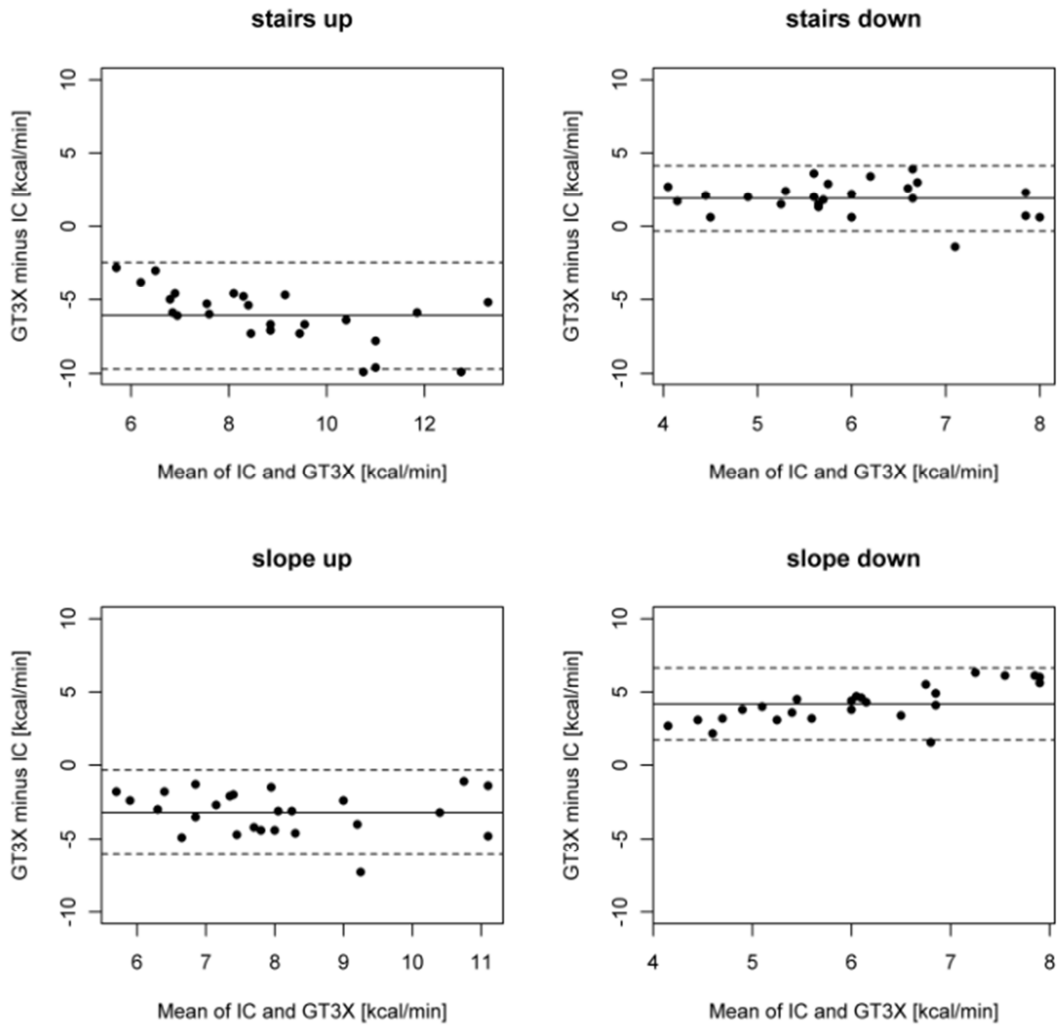 stairs up
GT3X minus IC [kcal/min]
10
5
0
-5
-10
6 8 10 12
Mean of IC and GT3X [kcal/min]
stairs down
GT3X minus IC [kcal/min]
10
5
0
-5
-10
4 5 6 7 8
Mean of IC and GT3X [kcal/min]
slope up
GT3X minus IC [kcal/min]
10
5
0
-5
-10
6 7 8 9 10 11
Mean of IC and GT3X [kcal/min]
slope down
GT3X minus IC [kcal/min]
10
5
0
-5
-10
4 5 6 7 8
Mean of IC and GT3X [kcal/min]